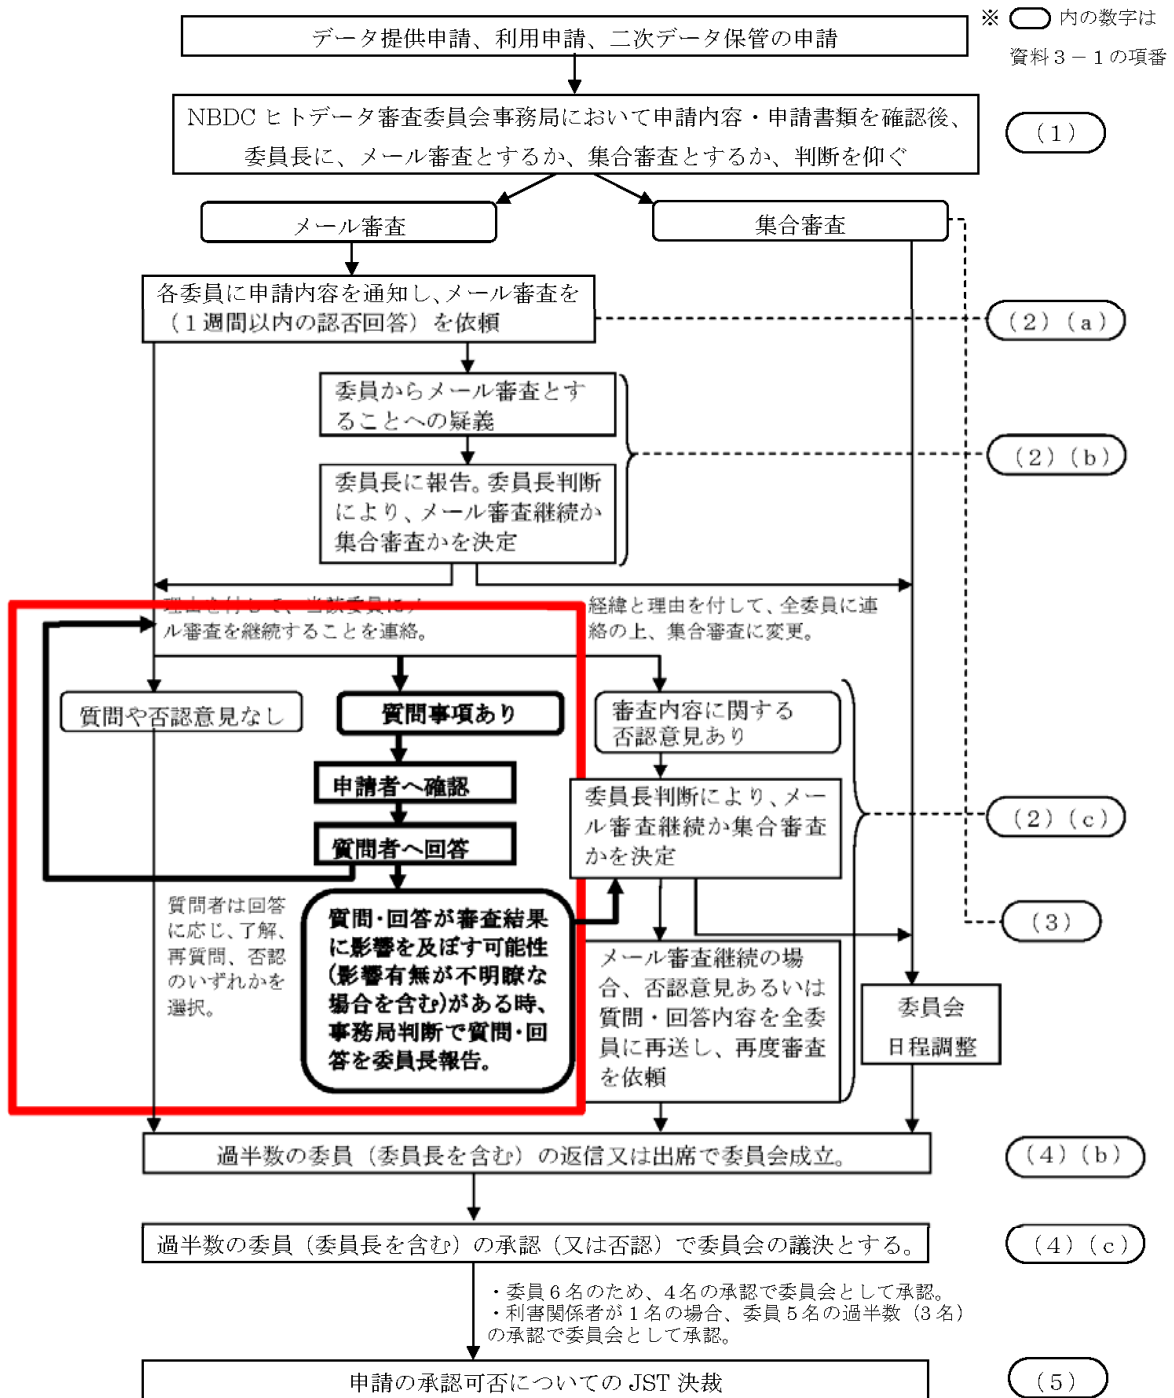 データ提供申請、利用申請、二次データ保管の申請
※ 内の数字は
資料３－１の項番
NBDC ヒトデータ審査委員会事務局において申請内容・申請書類を確認後、
委員長に、メール審査とするか、集合審査とするか、判断を仰ぐ
（１）
メール審査
集合審査
各委員に申請内容を通知し、メール審査を
（１週間以内の認否回答）を依頼
（２）（a）
委員からメール審査とす
ることへの疑義
（２）（b）
委員長に報告。委員長判断
により、メール審査継続か
集合審査かを決定
理由を付して、当該委員にメ
ール審査を継続することを連絡。
経緯と理由を付して、全委員に連
絡の上、集合審査に変更。
質問や否認意見なし
質問事項あり
審査内容に関する
否認意見あり
申請者へ確認
質問者へ回答
委員長判断により、メー
ル審査継続か集合審査
かを決定
（２）（c）
質問者は回答
に応じ、了解、
再質問、否認
のいずれかを
選択。
質問・回答が審査結果
に影響を及ぼす可能性
(影響有無が不明瞭な
場合を含む)がある時、
事務局判断で質問・回
答を委員長報告。
メール審査継続の場
合、否認意見あるいは
質問・回答内容を全委
員に再送し、再度審査
を依頼
（３）
委員会
日程調整
過半数の委員（委員長を含む）の返信又は出席で委員会成立。
（４）（b）
過半数の委員（委員長を含む）の承認（又は否認）で委員会の議決とする。
（４）（c）
・委員６名のため、４名の承認で委員会として承認。
・利害関係者が１名の場合、委員５名の過半数（３名）
の承認で委員会として承認。
申請の承認可否についての JST 決裁
（５）